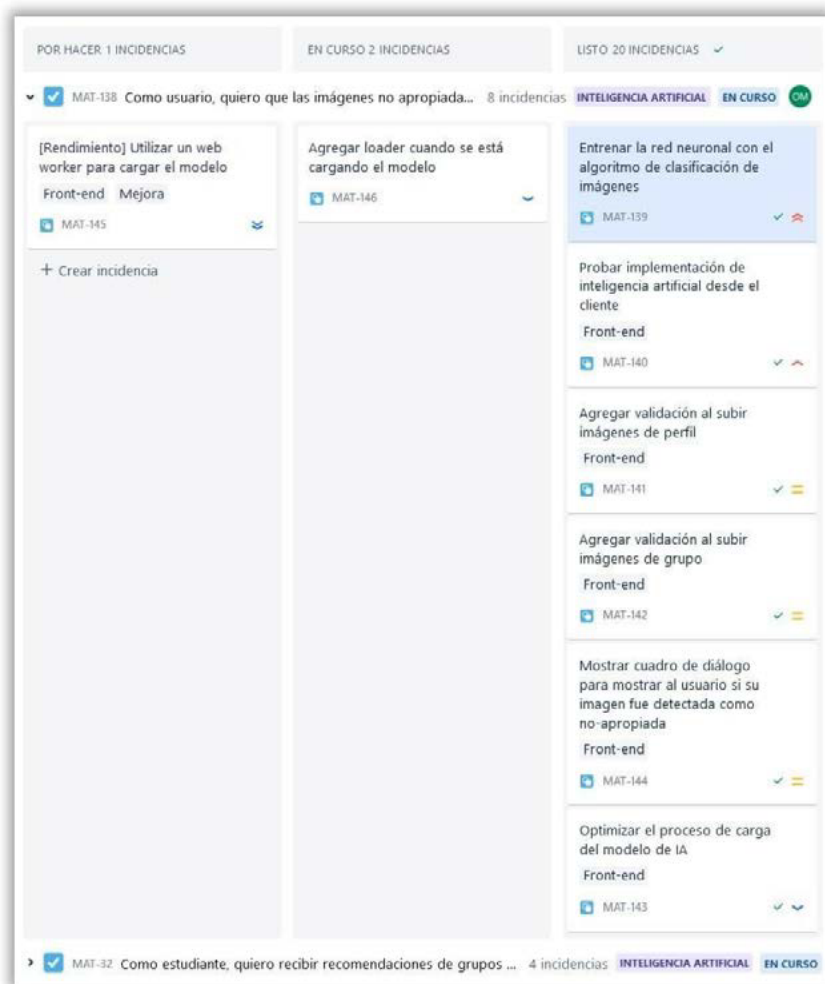 POR HACER 1 INCIDENCIAS
EN CURSO 2 INCIDENCIAS
LISTO 20 INCIDENCIAS
MAT-138 Como usuario, quiero que las imágenes no apropiada... 8 incidencias INTELIGENCIA ARTIFICIAL EN CURSO OM
[Rendimiento] Utilizar un web
worker para cargar el modelo
Front-end Mejora
MAT-145
+ Crear incidencia
Agregar loader cuando se está
cargando el modelo
MAT-146
Entrenar la red neuronal con el
algoritmo de clasificación de
imágenes
MAT-139
Probar implementación de
inteligencia artificial desde el
cliente
Front-end
MAT-140
Agregar validación al subir
imágenes de perfil
Front-end
MAT-141
Agregar validación al subir
imágenes de grupo
Front-end
MAT-142
Mostrar cuadro de diálogo
para mostrar al usuario si su
imagen fue detectada como
no-apropiada
Front-end
MAT-144
Optimizar el proceso de carga
del modelo de IA
Front-end
MAT-143
MAT-32 Como estudiante, quiero recibir recomendaciones de grupos ... 4 incidencias INTELIGENCIA ARTIFICIAL EN CURSO